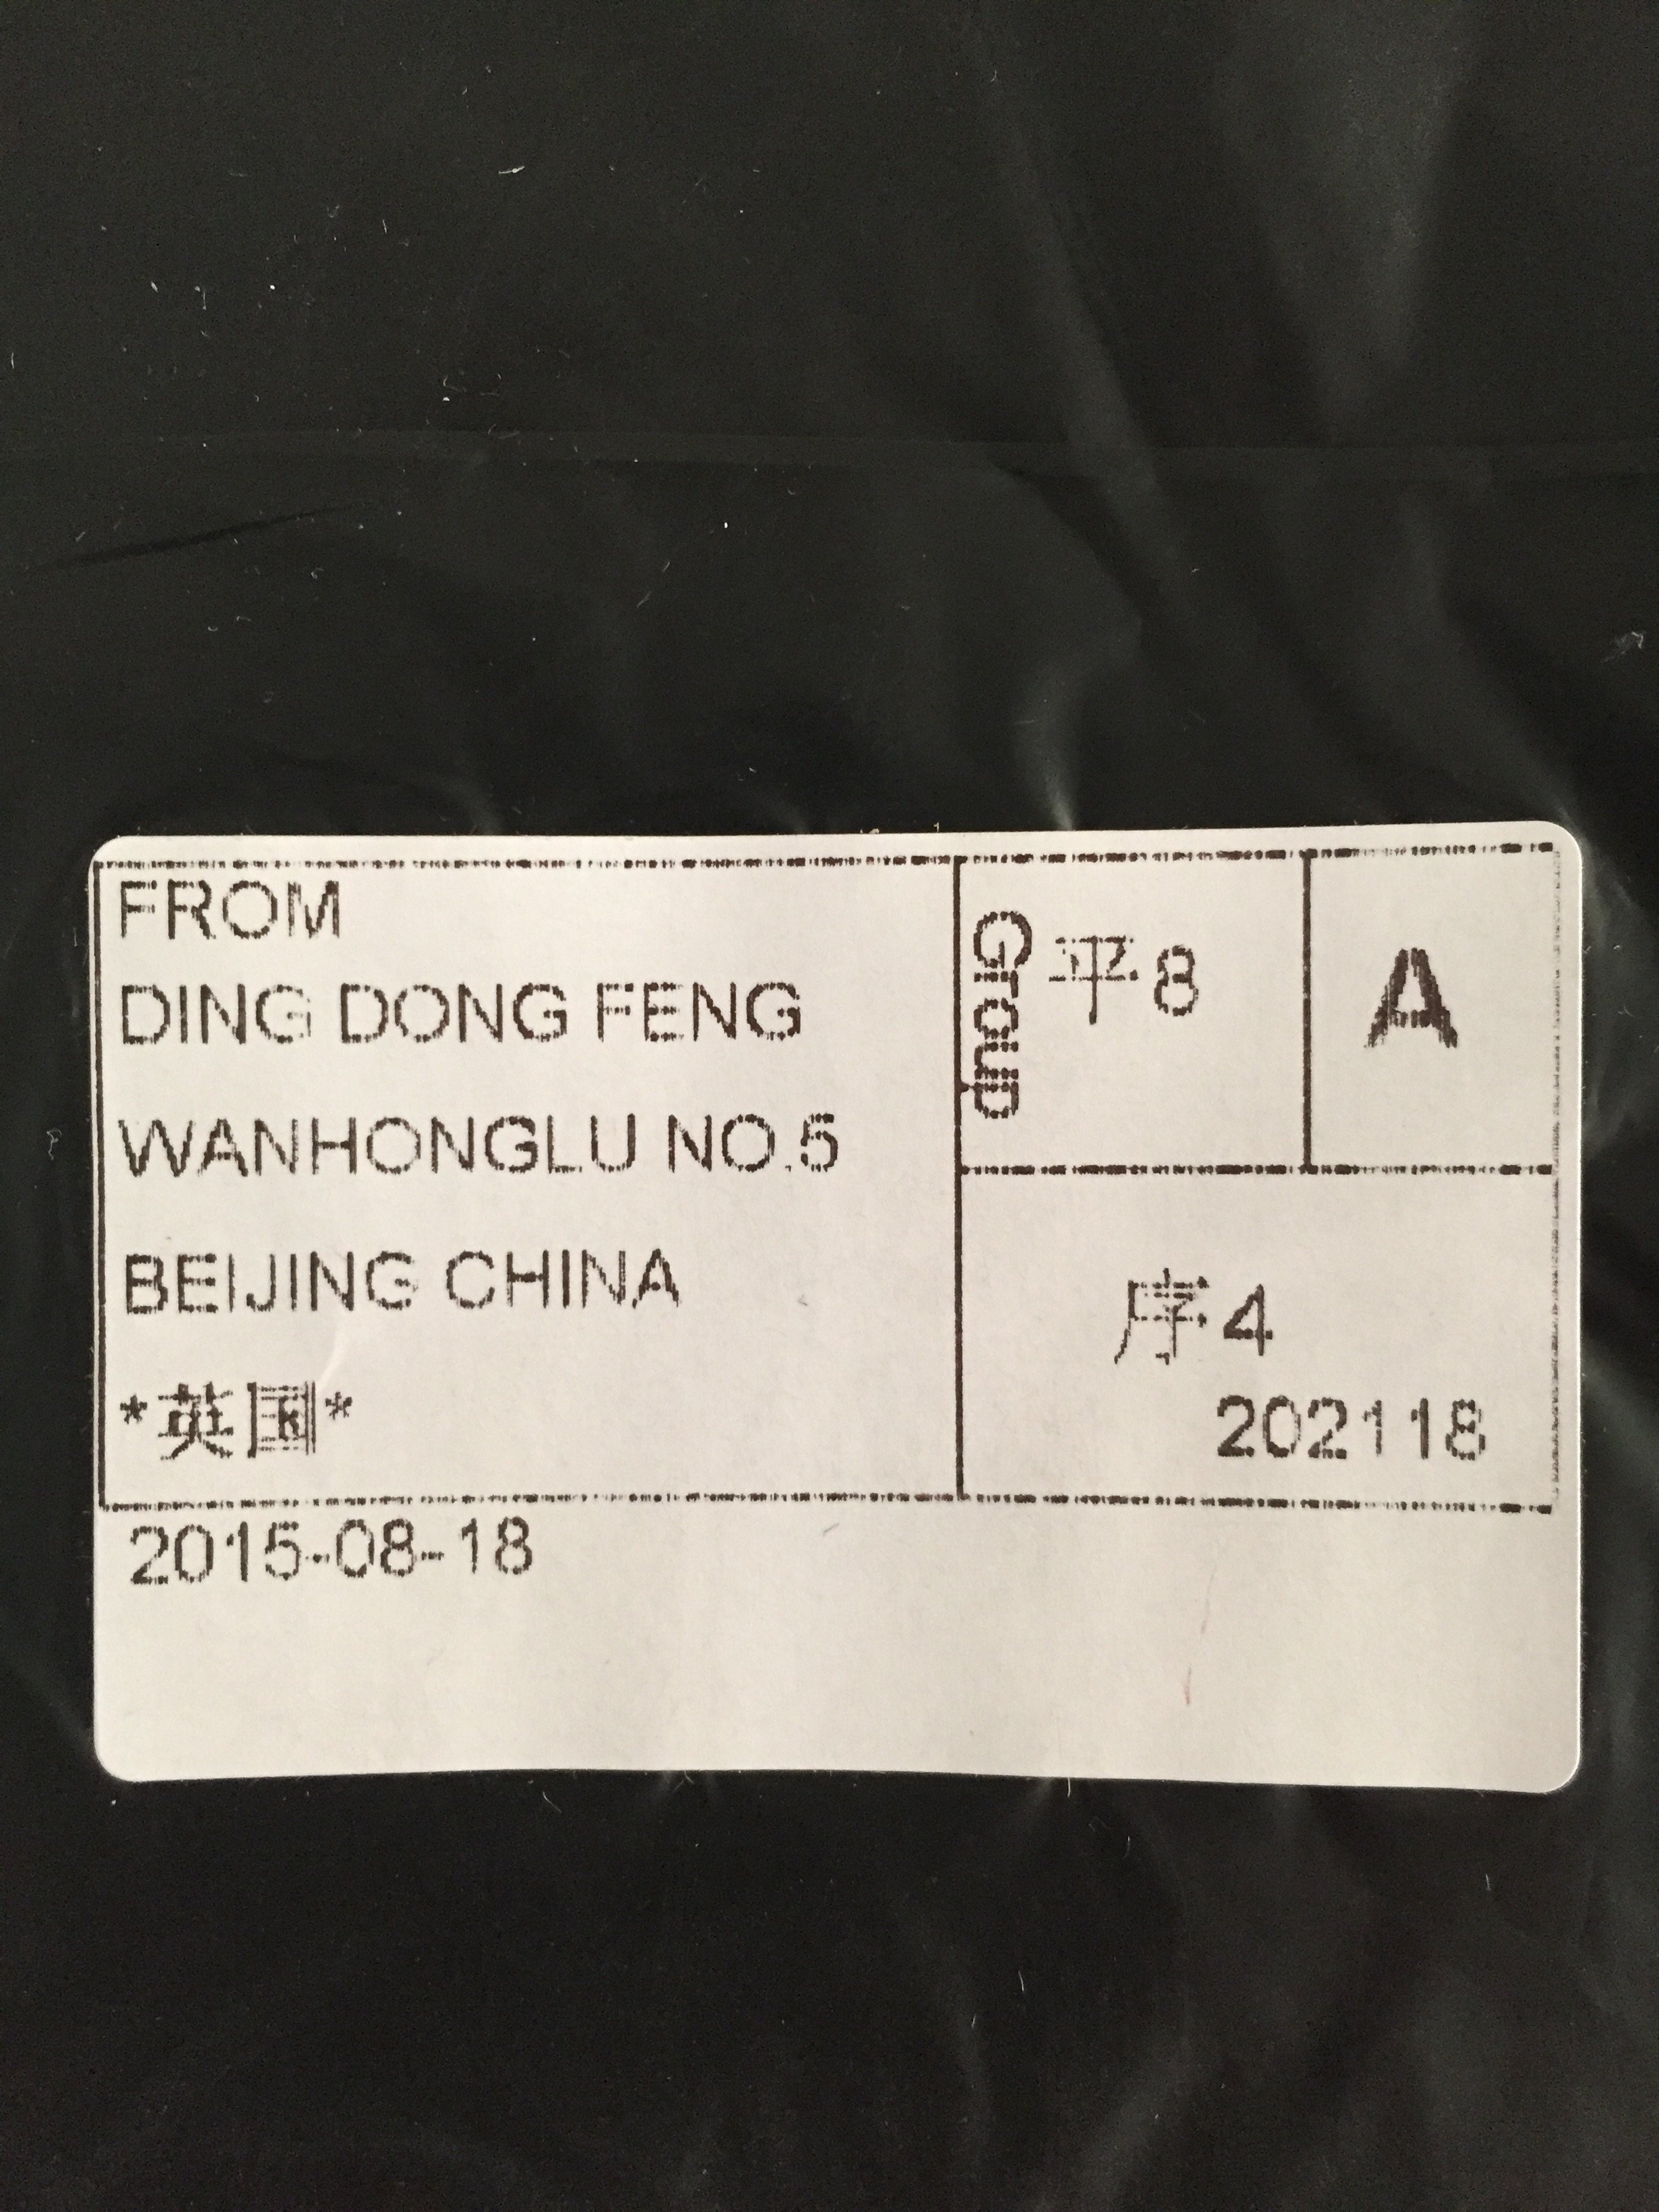 FROM
DING DONG FENG
WANHONGLU NO.5
BEIJING CHINA
*英国*
2015-08-18
Group
平8
A
序4
202118